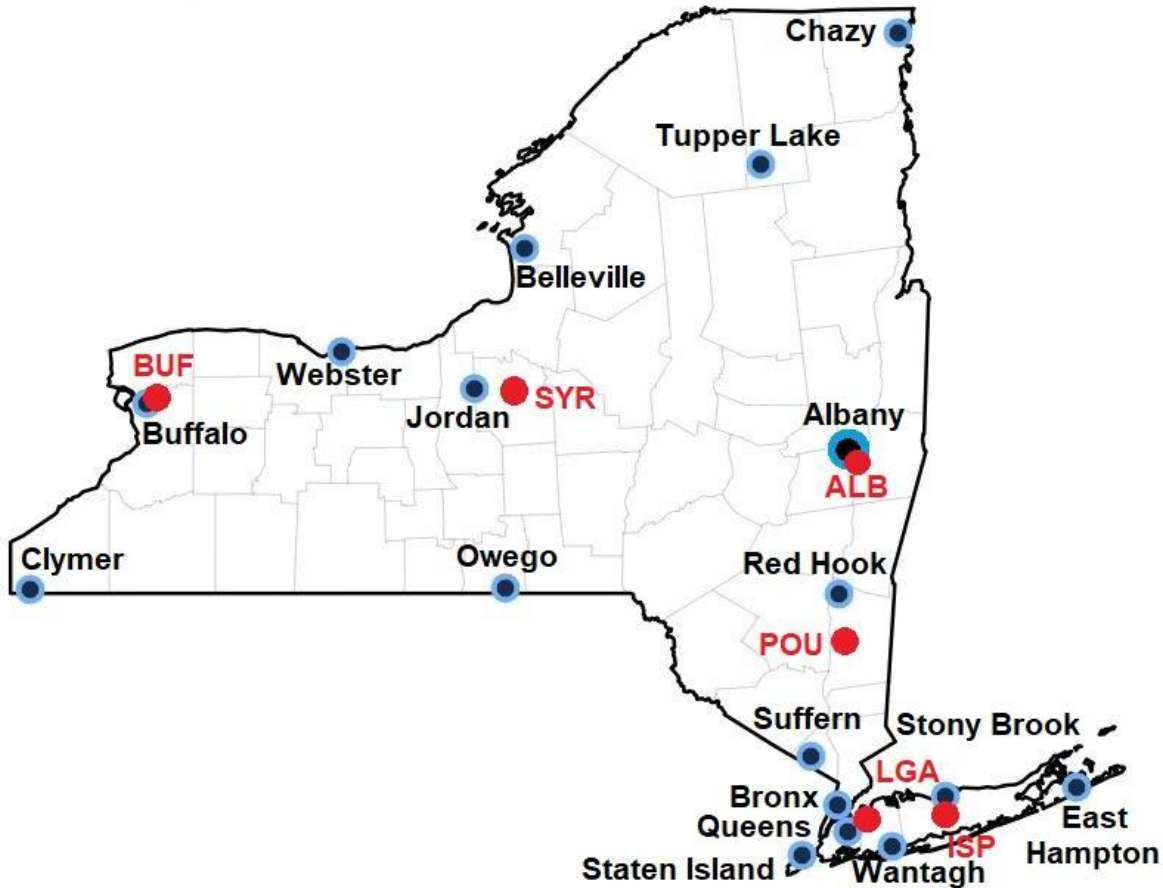 Chazy
Tupper Lake
Belleville
BUF
Webster
SYR
Jordan
Albany
Buffalo
ALB
Clymer
Owego
Red Hook
POU
Suffern
Stony Brook
LGA
Bronx
Queens
East
Hampton
ISP
Staten Island
Wantagh